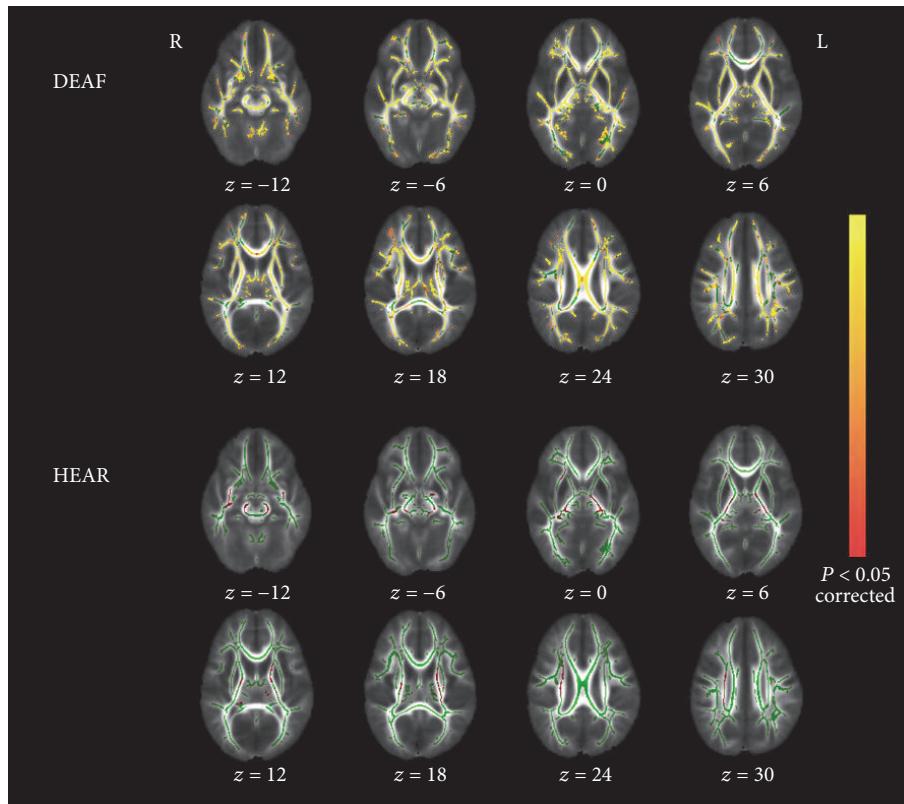 R
L
DEAF
z = −12
z = −6
z = 0
z = 6
z = 12
z = 18
z = 24
z = 30
HEAR
z = −12
z = −6
z = 0
z = 6
P < 0.05
corrected
z = 12
z = 18
z = 24
z = 30